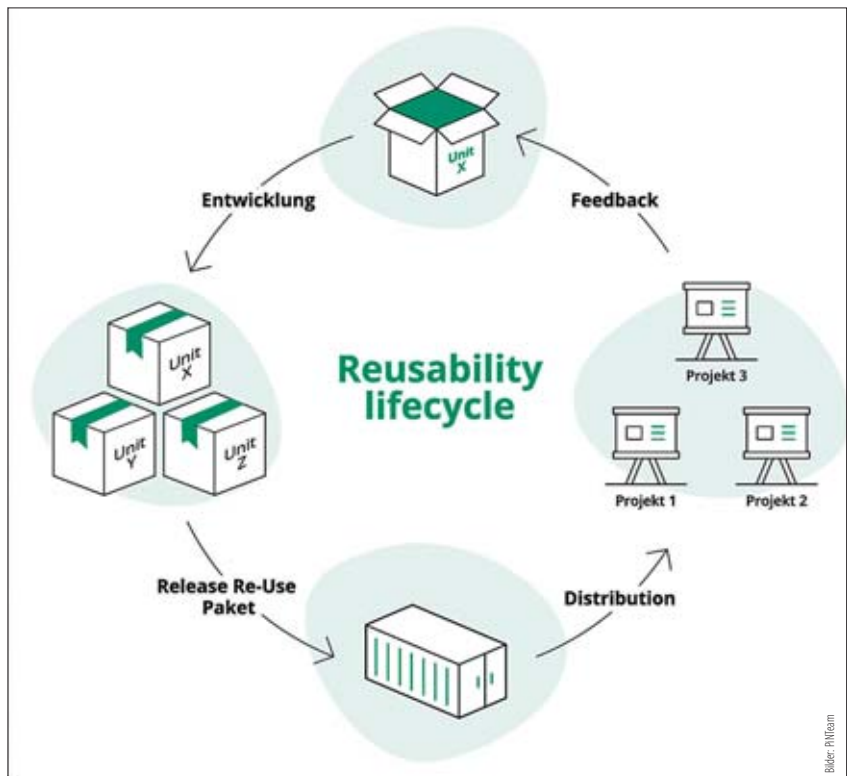 Unit
X
Entwicklung
Feedback
Unit
X
Unit
Y
Unit
Z
Reusability
lifecycle
Projekt 3
Projekt 1
Projekt 2
Release Re-Use
Paket
Distribution
Bilder: PiNTeam